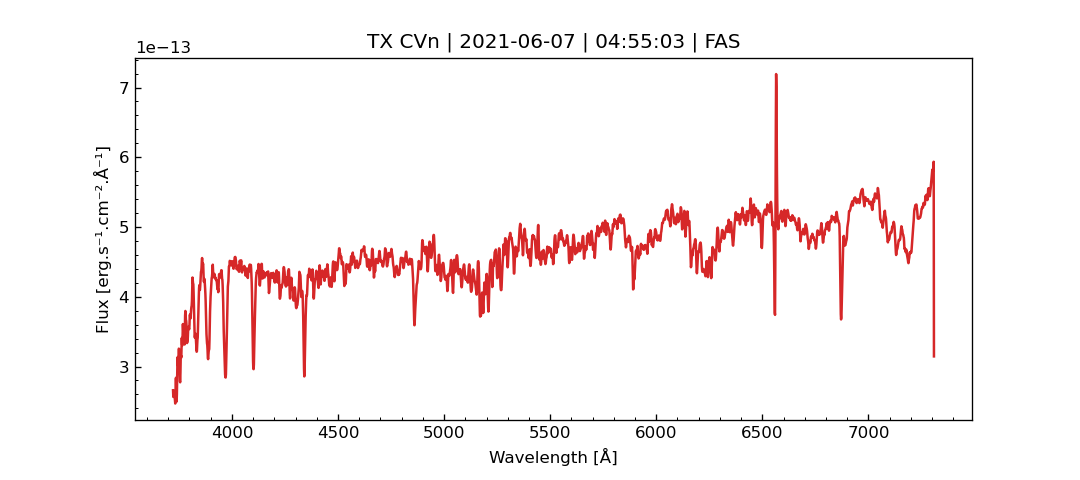 TX CVn | 2021-06-07 | 04:55:03 | FAS
1e−13
7
6
5
4
3
Flux [erg.s⁻¹.cm⁻².Å⁻¹]
4000 4500 5000 5500 6000 6500 7000
Wavelength [Å]